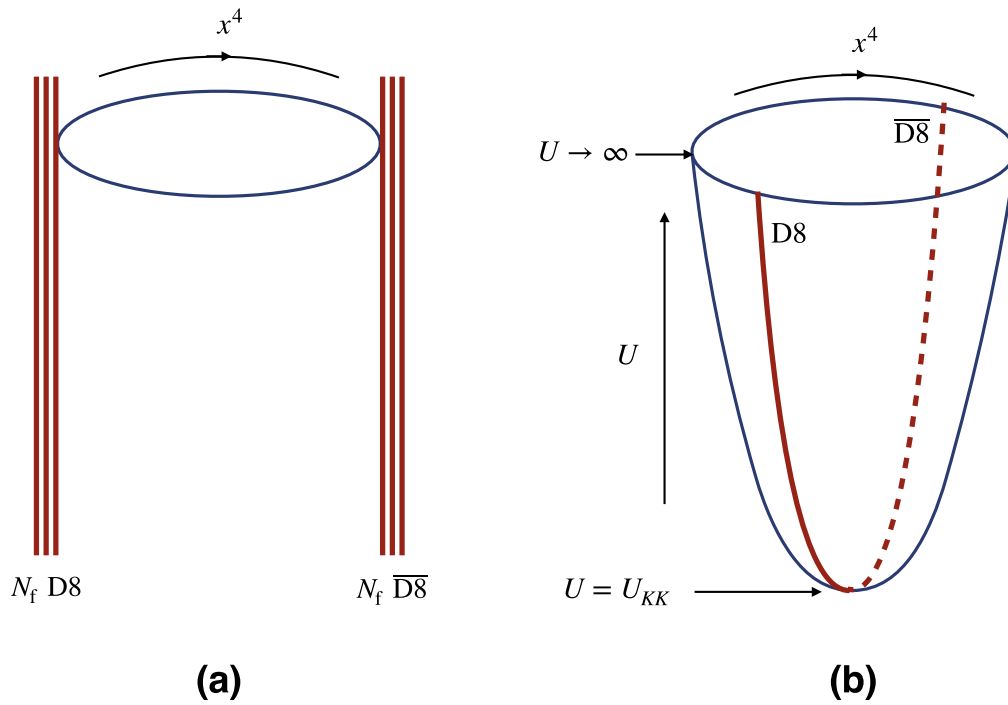 x⁴
N_f D8
N_f D̅8̅
(a)
x⁴
D̅8̅
U → ∞
D8
U
U = U_KK
(b)